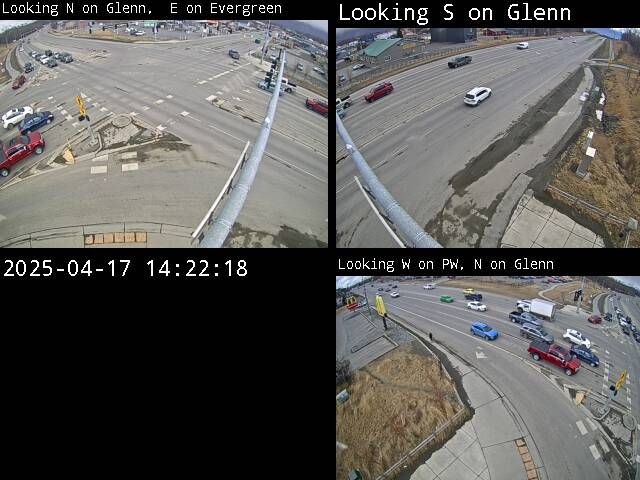 Looking N on Glenn,  E on Evergreen
Looking S on Glenn
2025-04-17 14:22:18
Looking W on PW, N on Glenn